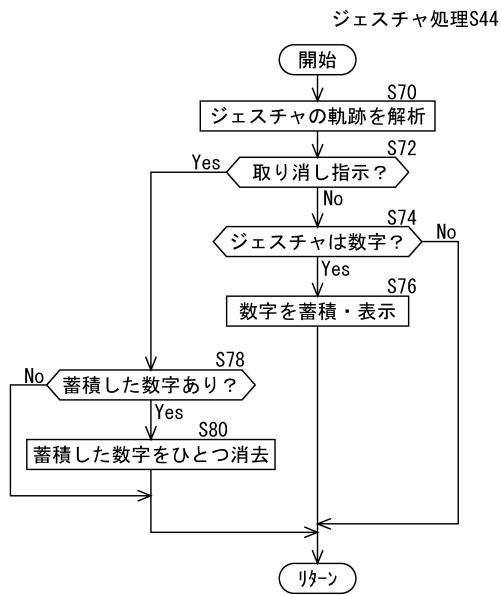 ジェスチャ処理S44
開始
S70
ジェスチャの軌跡を解析
S72
取り消し指示？
Yes
No
S74
ジェスチャは数字？
No
Yes
S76
数字を蓄積・表示
S78
蓄積した数字あり？
No
Yes
S80
蓄積した数字をひとつ消去
ﾘﾀｰﾝ